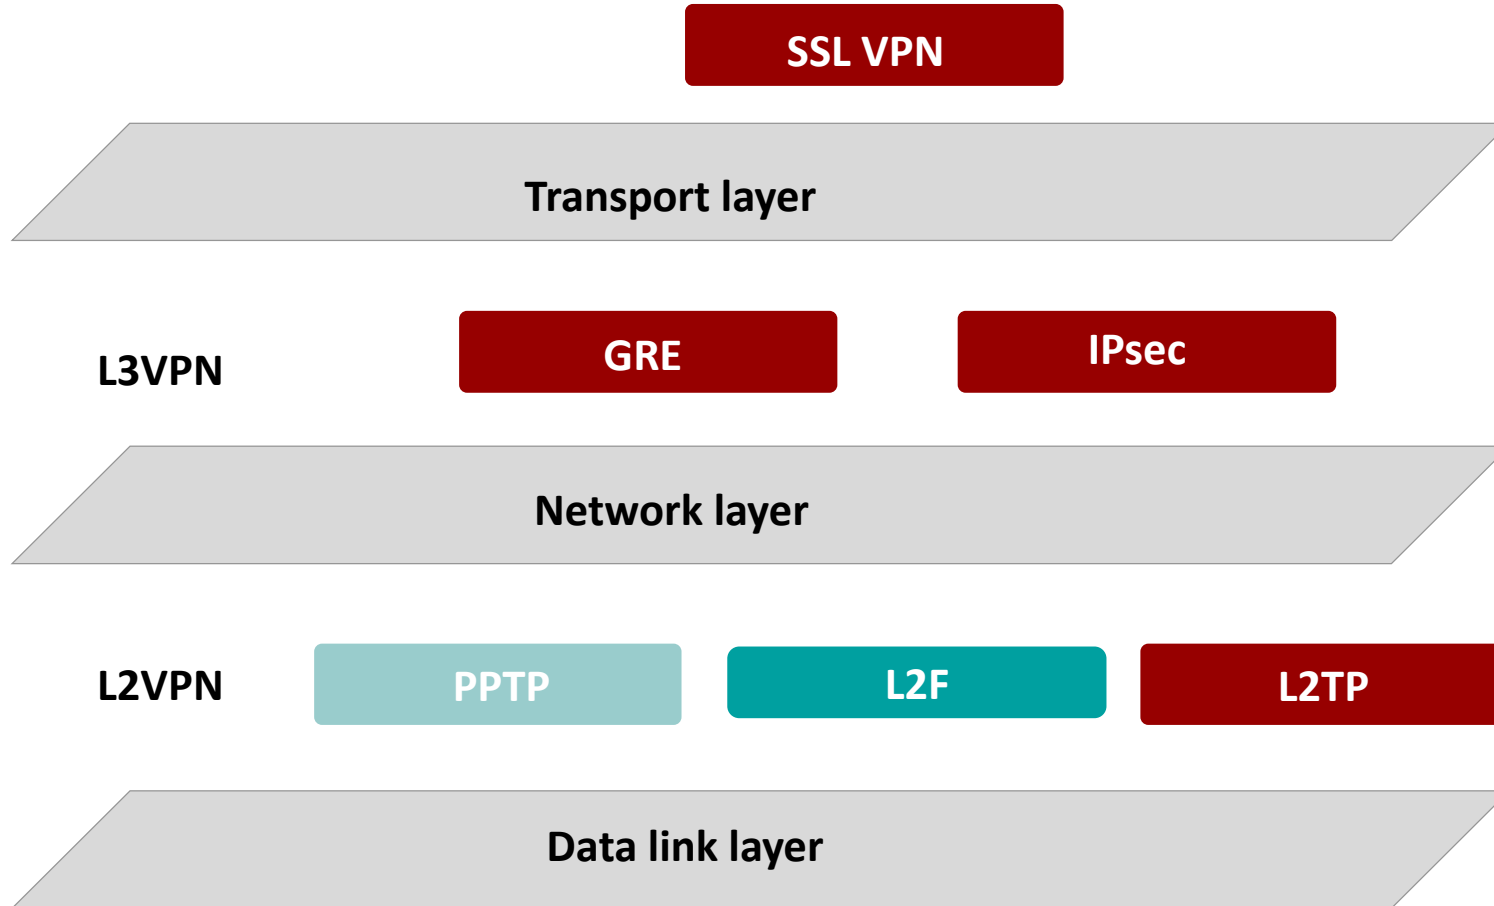 SSL VPN
Transport layer
L3VPN
GRE
IPsec
Network layer
L2VPN
PPTP
L2F
L2TP
Data link layer